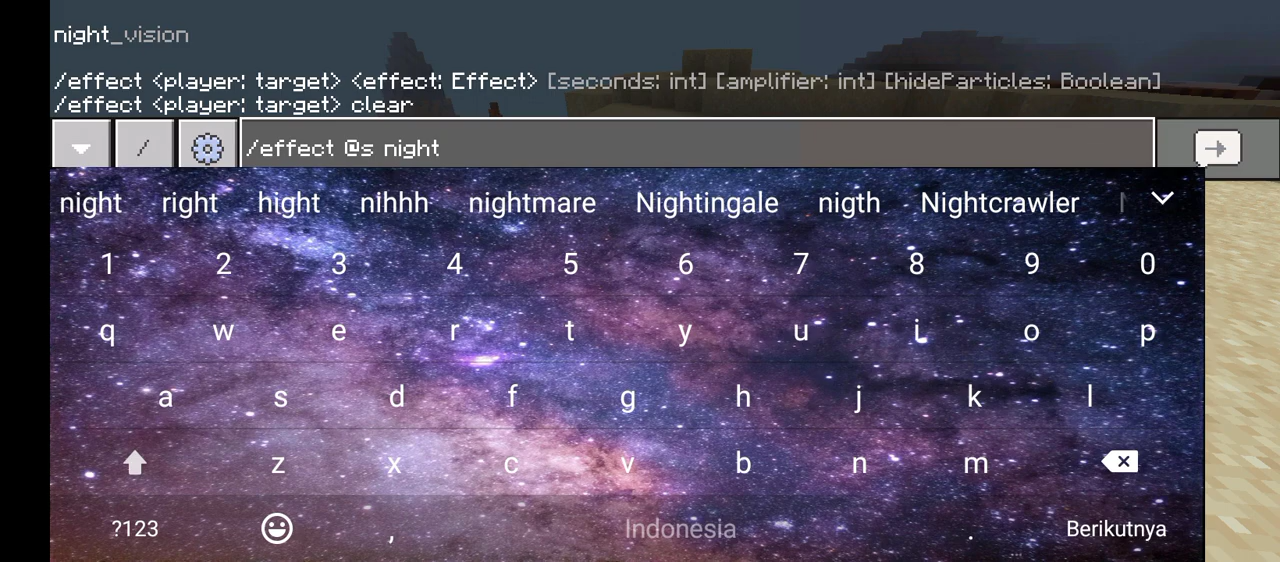 night_vision
/effect <player: target> <effect: Effect> [seconds: int] [amplifier: int] [hideParticles: Boolean]
/effect <player: target> clear
/
/effect @s night
night right hight nihhh nightmare Nightingale nigth Nightcrawler
1 2 3 4 5 6 7 8 9 0
q w e r t y u i o p
a s d f g h j k l
z x c v b n m
?123 , Indonesia . Berikutnya